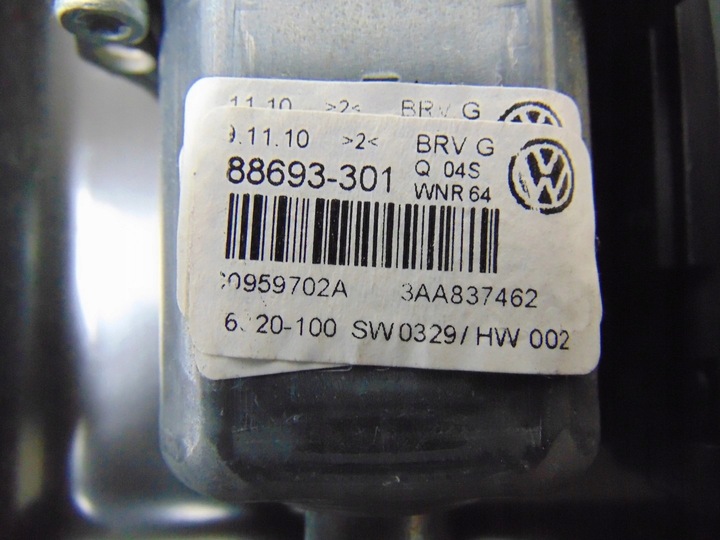 11.10 >2< BRV G
9.11.10 >2< BRV G
88693-301 Q 04S
WNR 64
0959702A 3AA837462
20-100 SW0329/HW 002